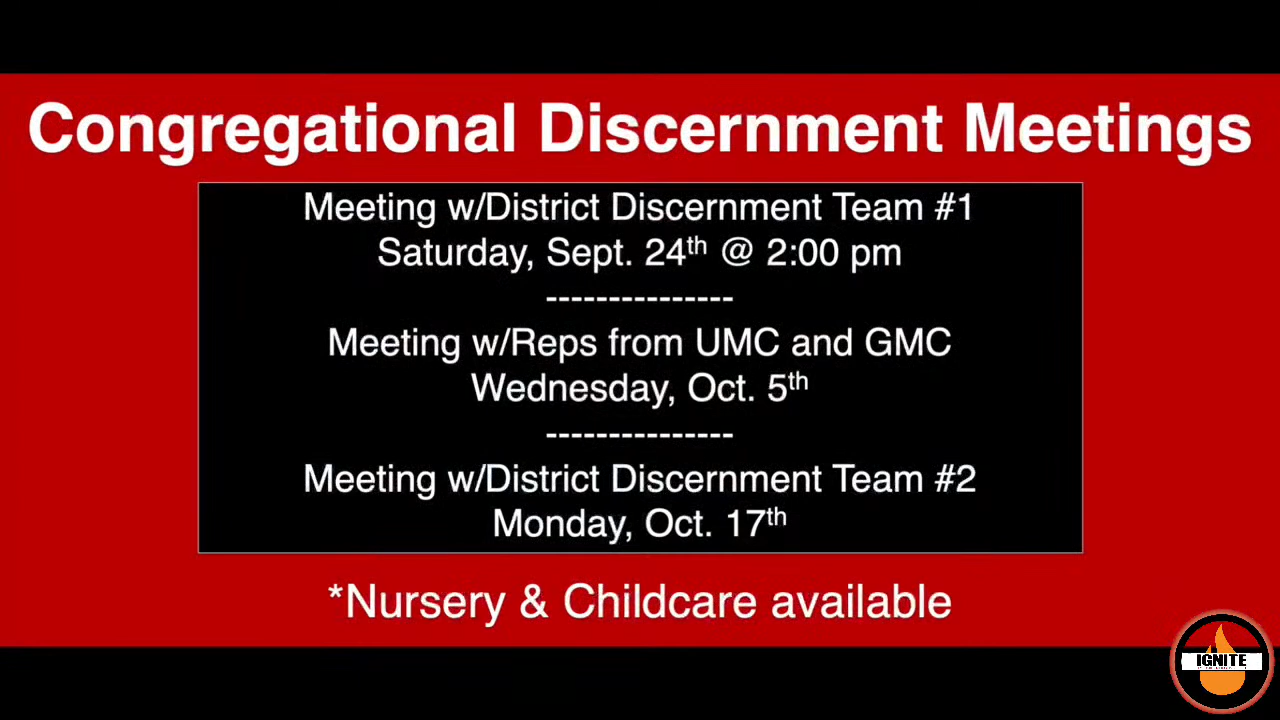 Congregational Discernment Meetings
Meeting w/District Discernment Team #1
Saturday, Sept. 24th @ 2:00 pm
---------------
Meeting w/Reps from UMC and GMC
Wednesday, Oct. 5th
---------------
Meeting w/District Discernment Team #2
Monday, Oct. 17th
*Nursery & Childcare available
IGNITE